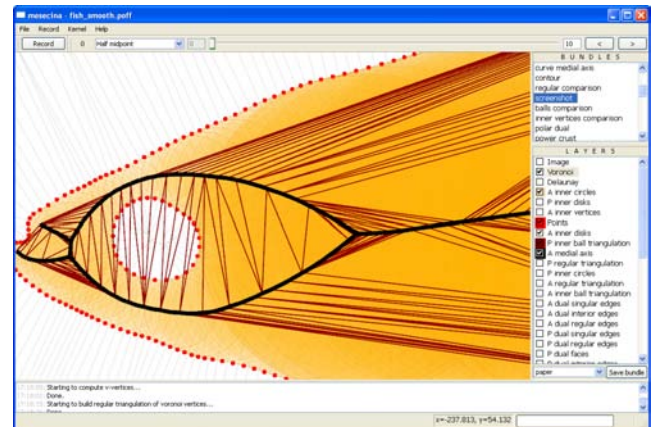 mesecina - fish_smooth.poff
File Record Kernel Help
Record 0 Half midpoint 0 10 < >
BUNDLES
curve medial axis
contour
regular comparison
screenshot
balls comparison
inner vertices comparison
polar dual
power crust
LAYERS
Image
Voronoi
Delaunay
A inner circles
P inner disks
A inner vertices
Points
A inner disks
P inner ball triangulation
A medial axis
P regular triangulation
P inner circles
A regular triangulation
A inner ball triangulation
A dual singular edges
A dual interior edges
A dual regular edges
P dual singular edges
P dual regular edges
P dual faces
paper Save bundle
Starting to compute v-vertices...
Done.
Starting to build regular triangulation of voronoi vertices...
Done.
x=-237.813, y=54.132